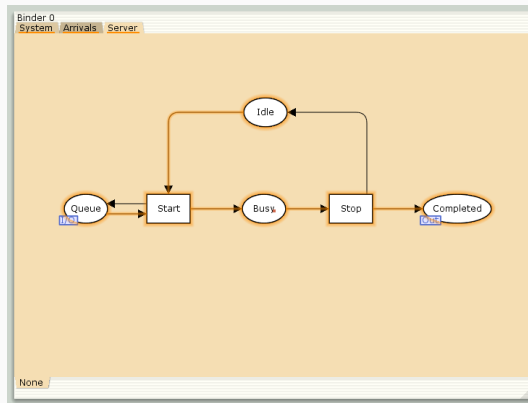 Binder 0
System Arrivals Server
Idle
Queue Start Busy Stop Completed
I/O Out
None